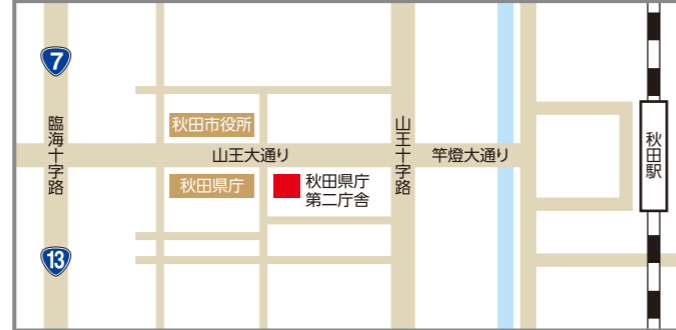 7
臨海十字路
13
秋田市役所
山王大通り
秋田県庁
秋田県庁
第二庁舎
山王十字路
竿燈大通り
秋田駅